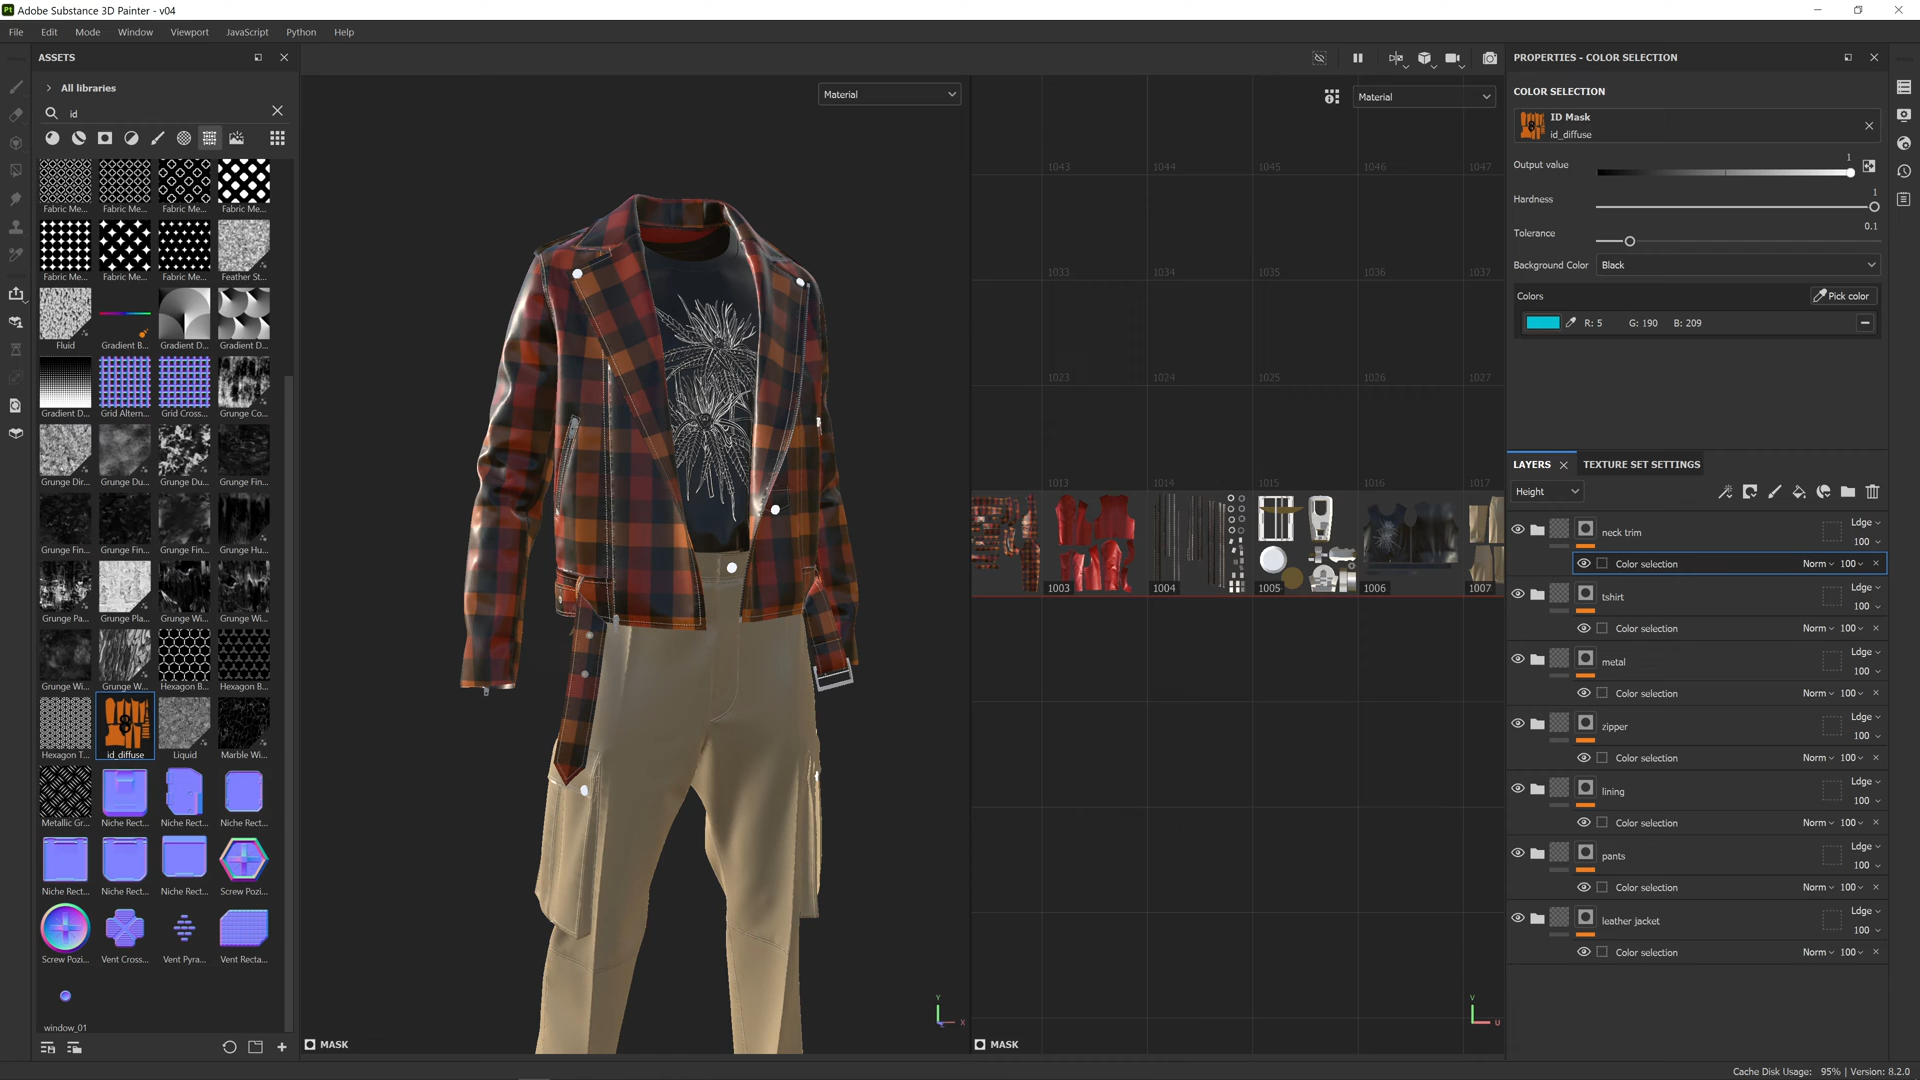 Adobe Substance 3D Painter - v04
File Edit Mode Window Viewport JavaScript Python Help
ASSETS
All libraries
id
Fabric Me... Fabric Me... Fabric Me... Fabric Me...
Fabric Me... Fabric Me... Fabric Me... Feather St...
Fluid Gradient B... Gradient D... Gradient D...
Gradient D... Grid Altern... Grid Cross... Grunge Co...
Grunge Dir... Grunge Du... Grunge Du... Grunge Fin...
Grunge Fin... Grunge Fin... Grunge Fin... Grunge Hu...
Grunge Pa... Grunge Pla... Grunge Wi... Grunge Wi...
Grunge Wi... Grunge W... Hexagon B... Hexagon B...
Hexagon T... id_diffuse Liquid Marble Wi...
Metallic Gr... Niche Rect... Niche Rect... Niche Rect...
Niche Rect... Niche Rect... Niche Rect... Screw Pozi...
Screw Pozi... Vent Cross... Vent Pyra... Vent Recta...
window_01
Material
Y
X
MASK
Material
1043 1044 1045 1046 1047
1033 1034 1035 1036 1037
1023 1024 1025 1026 1027
1013 1014 1015 1016 1017
1003 1004 1005 1006 1007
V
U
MASK
PROPERTIES - COLOR SELECTION
COLOR SELECTION
ID Mask
id_diffuse
Output value 1
Hardness 1
Tolerance 0.1
Background Color Black
Colors Pick color
R: 5 G: 190 B: 209
LAYERS TEXTURE SET SETTINGS
Height
neck trim Ldge
100
Color selection Norm 100
tshirt Ldge
100
Color selection Norm 100
metal Ldge
100
Color selection Norm 100
zipper Ldge
100
Color selection Norm 100
lining Ldge
100
Color selection Norm 100
pants Ldge
100
Color selection Norm 100
leather jacket Ldge
100
Color selection Norm 100
Cache Disk Usage: 95% | Version: 8.2.0